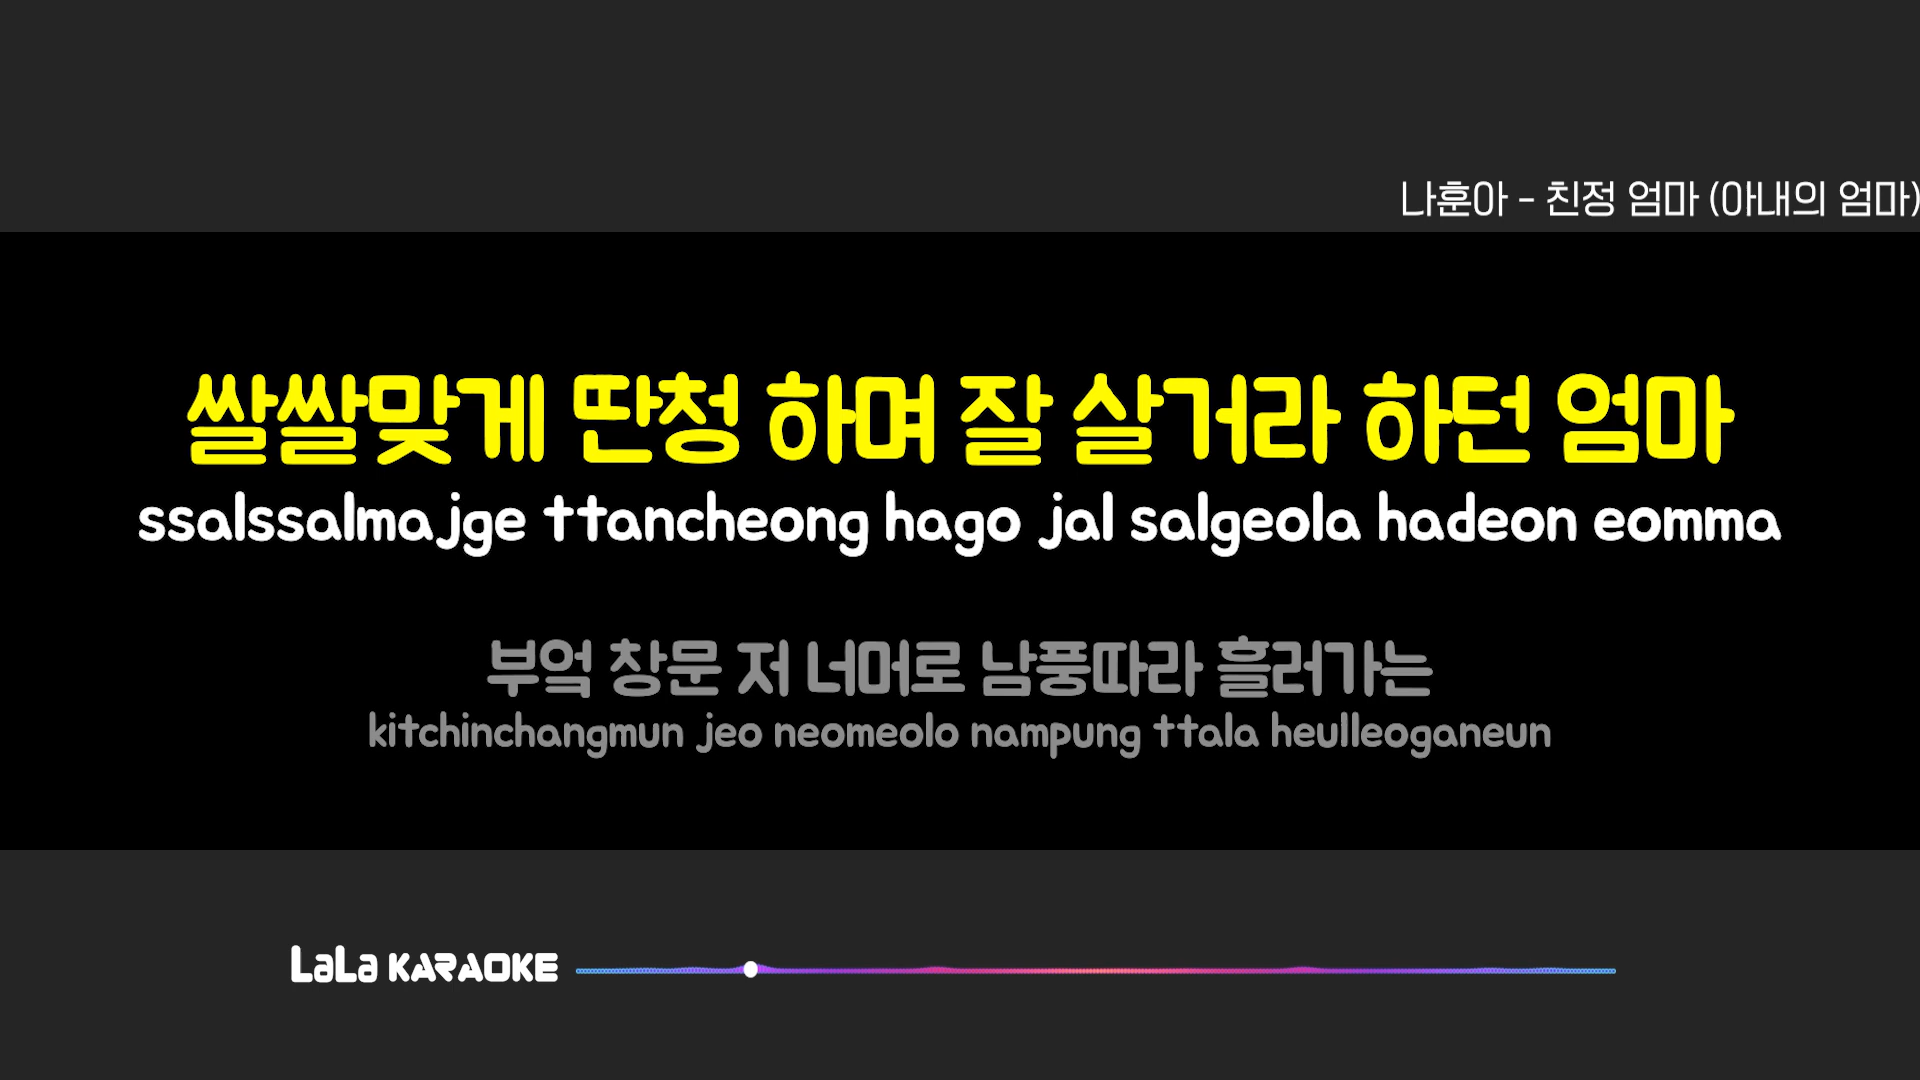 나훈아 - 친정 엄마 (아내의 엄마)
쌀쌀맞게 딴청 하며 잘 살거라 하던 엄마
ssalssalmajge ttancheong hago jal salgeola hadeon eomma
부엌 창문 저 너머로 남풍따라 흘러가는
kitchinchangmun jeo neomeolo nampung ttala heulleoganeun
LaLa KARAOKE